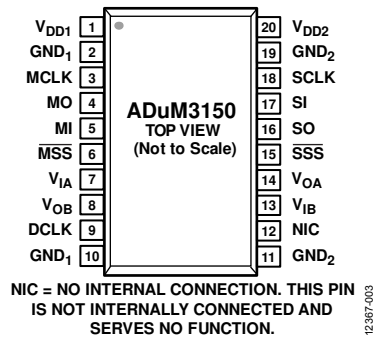 VDD1 1 20 VDD2
GND1 2 19 GND2
MCLK 3 18 SCLK
MO 4 17 SI
MI 5 16 SO
MSS 6 15 SSS
VIA 7 14 VOA
VOB 8 13 VIB
DCLK 9 12 NIC
GND1 10 11 GND2
ADuM3150
TOP VIEW
(Not to Scale)
NIC = NO INTERNAL CONNECTION. THIS PIN
IS NOT INTERNALLY CONNECTED AND
SERVES NO FUNCTION.
12367-003